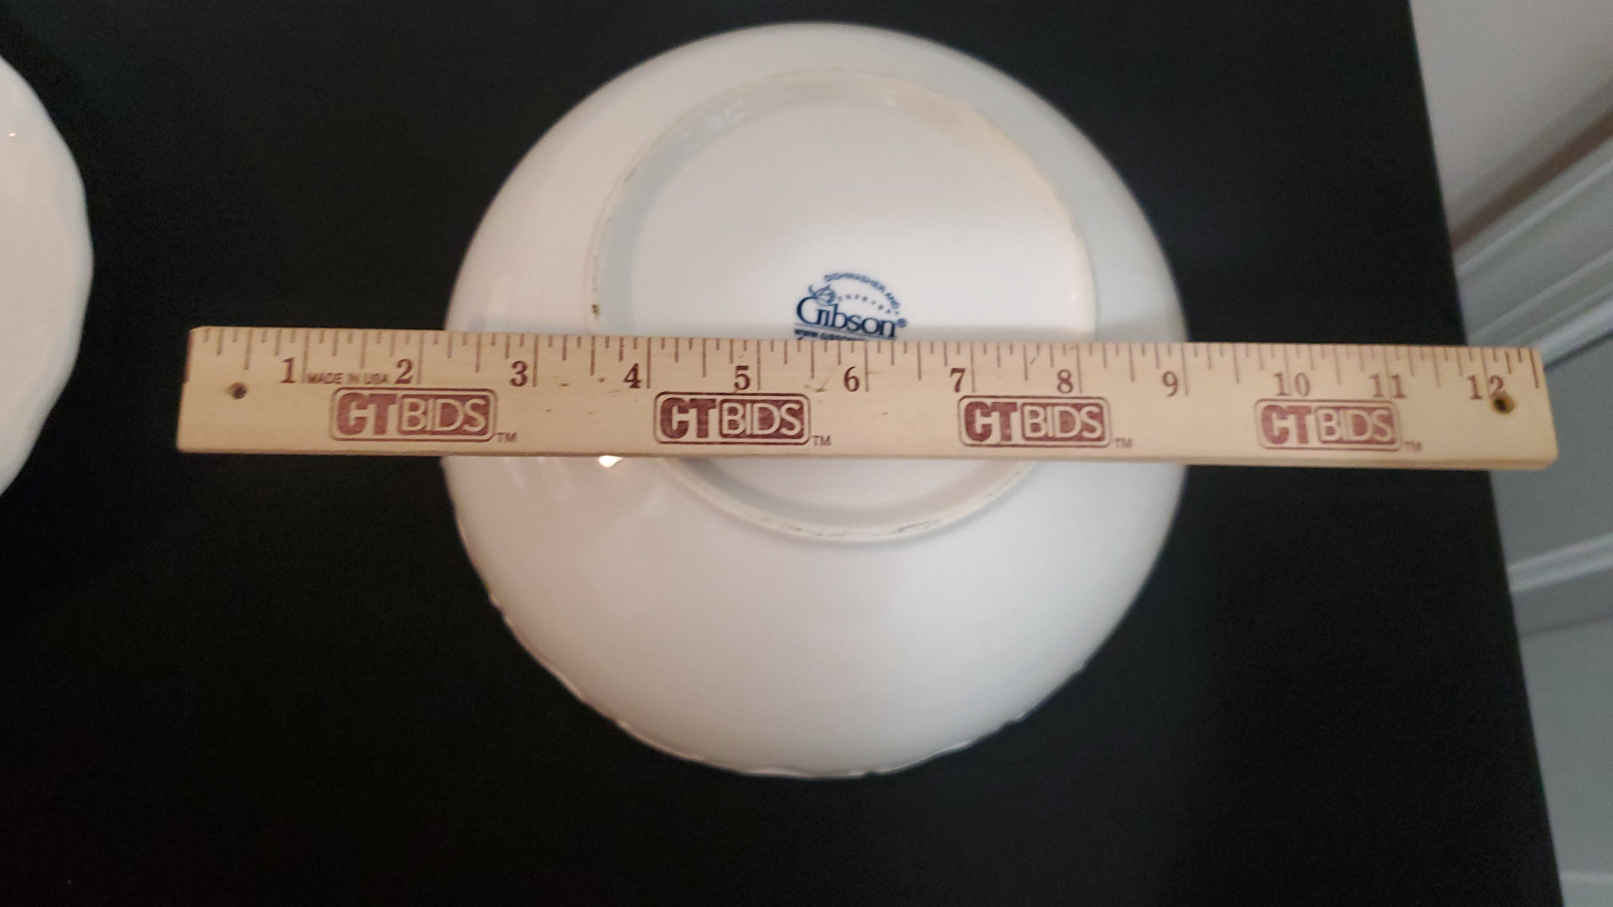 DISHWASHER AND
Gibson®
1 MADE IN USA 2 3 4 5 6 7 8 9 10 11 12
CTBIDS™ CTBIDS™ CTBIDS™ CTBIDS™